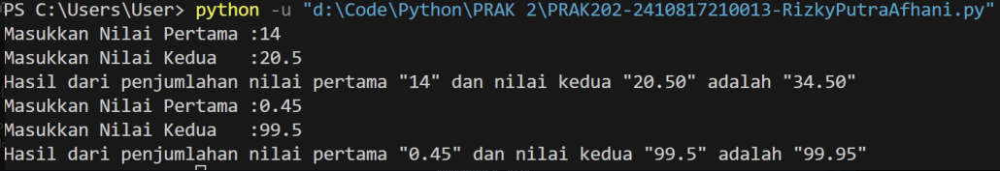 PS C:\Users\User> python -u "d:\Code\Python\PRAK 2\PRAK202-2410817210013-RizkyPutraAfhani.py"
Masukkan Nilai Pertama :14
Masukkan Nilai Kedua   :20.5
Hasil dari penjumlahan nilai pertama "14" dan nilai kedua "20.50" adalah "34.50"
Masukkan Nilai Pertama :0.45
Masukkan Nilai Kedua   :99.5
Hasil dari penjumlahan nilai pertama "0.45" dan nilai kedua "99.5" adalah "99.95"